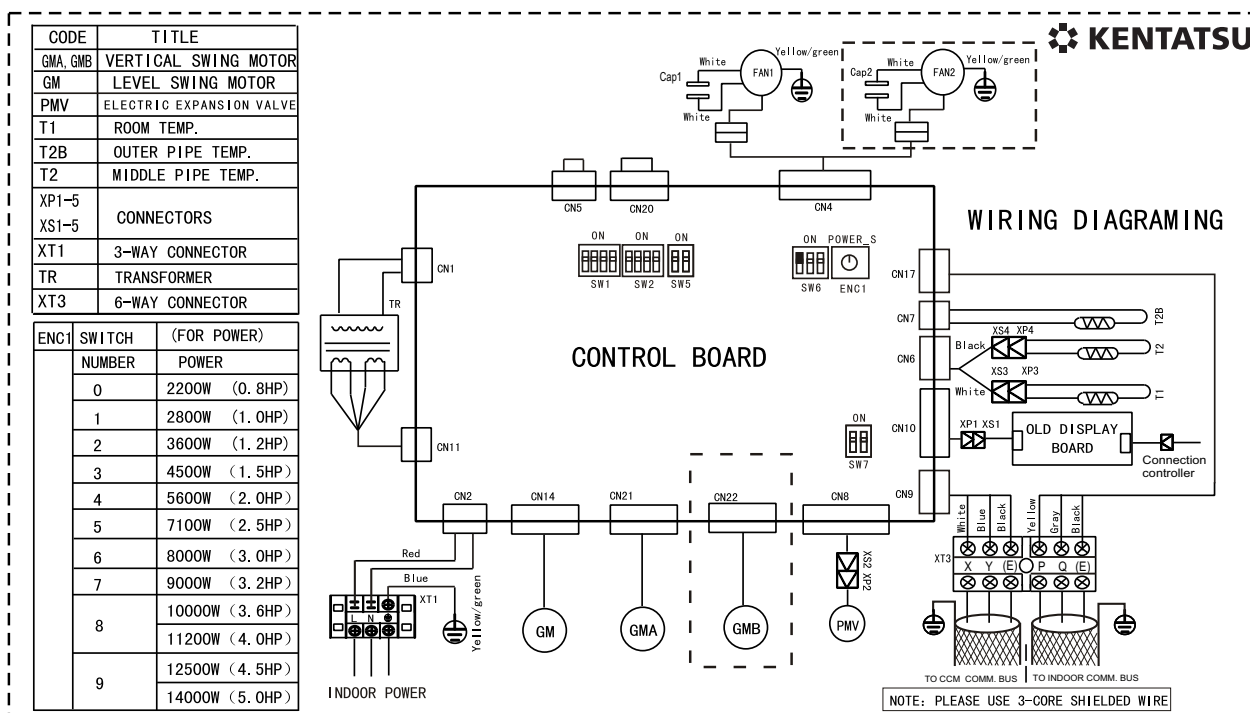 CODE TITLE
GMA, GMB VERTICAL SWING MOTOR
GM LEVEL SWING MOTOR
PMV ELECTRIC EXPANSION VALVE
T1 ROOM TEMP.
T2B OUTER PIPE TEMP.
T2 MIDDLE PIPE TEMP.
XP1-5
XS1-5
CONNECTORS
XT1 3-WAY CONNECTOR
TR TRANSFORMER
XT3 6-WAY CONNECTOR
ENC1 SWITCH (FOR POWER)
NUMBER POWER
0 2200W (0.8HP)
1 2800W (1.0HP)
2 3600W (1.2HP)
3 4500W (1.5HP)
4 5600W (2.0HP)
5 7100W (2.5HP)
6 8000W (3.0HP)
7 9000W (3.2HP)
8 10000W (3.6HP)
11200W (4.0HP)
9 12500W (4.5HP)
14000W (5.0HP)
KENTATSU
WIRING DIAGRAMING
Cap1 White FAN1 Yellow/green
White
Cap2 White FAN2 Yellow/green
White
CN5 CN20 CN4
ON ON ON
SW1 SW2 SW5
ON POWER_S
SW6 ENC1
CN1
TR
CN11
CONTROL BOARD
CN17
CN7 T2B
CN6
Black XS4 XP4 T2
White XS3 XP3 T1
CN10 XP1 XS1
OLD DISPLAY
BOARD
Connection
controller
ON
SW7
CN9
CN2 CN14 CN21 CN22 CN8
Red
Blue
Yellow/green
XT1
L N
INDOOR POWER
GM GMA GMB
XS2 XP2
PMV
White Blue Black Yellow Gray Black
XT3
X Y (E) P Q (E)
TO CCM COMM. BUS TO INDOOR COMM. BUS
NOTE: PLEASE USE 3-CORE SHIELDED WIRE